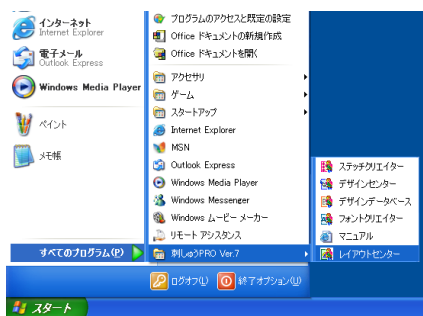 インターネット
Internet Explorer
電子メール
Outlook Express
Windows Media Player
ペイント
メモ帳
すべてのプログラム(P)
プログラムのアクセスと既定の設定
Office ドキュメントの新規作成
Office ドキュメントを開く
アクセサリ
ゲーム
スタートアップ
Internet Explorer
MSN
Outlook Express
Windows Media Player
Windows Messenger
Windows ムービー メーカー
リモート アシスタンス
刺しゅうPRO Ver.7
ステッチクリエイター
デザインセンター
デザインデータベース
フォントクリエイター
マニュアル
レイアウトセンター
ログオフ(L)
終了オプション(U)
スタート